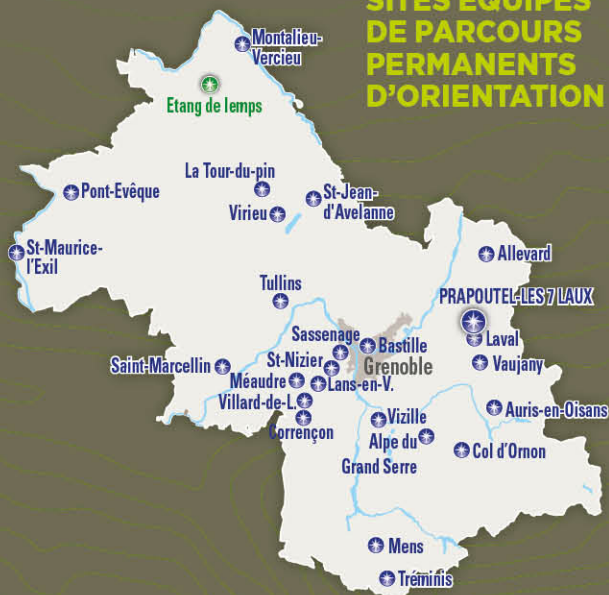 SITES ÉQUIPÉS
DE PARCOURS
PERMANENTS
D'ORIENTATION
Montalieu-
Vercieu
Etang de lemps
La Tour-du-pin
Pont-Evêque
St-Jean-
d'Avelanne
Virieu
St-Maurice-
l'Exil
Allevard
Tullins
PRAPOUTEL-LES 7 LAUX
Sassenage
Bastille
Laval
St-Nizier
Grenoble
Saint-Marcellin
Vaujany
Méaudre
Lans-en-V.
Villard-de-L.
Auris-en-Oisans
Corrençon
Vizille
Alpe du
Grand Serre
Col d'Ornon
Mens
Tréminis